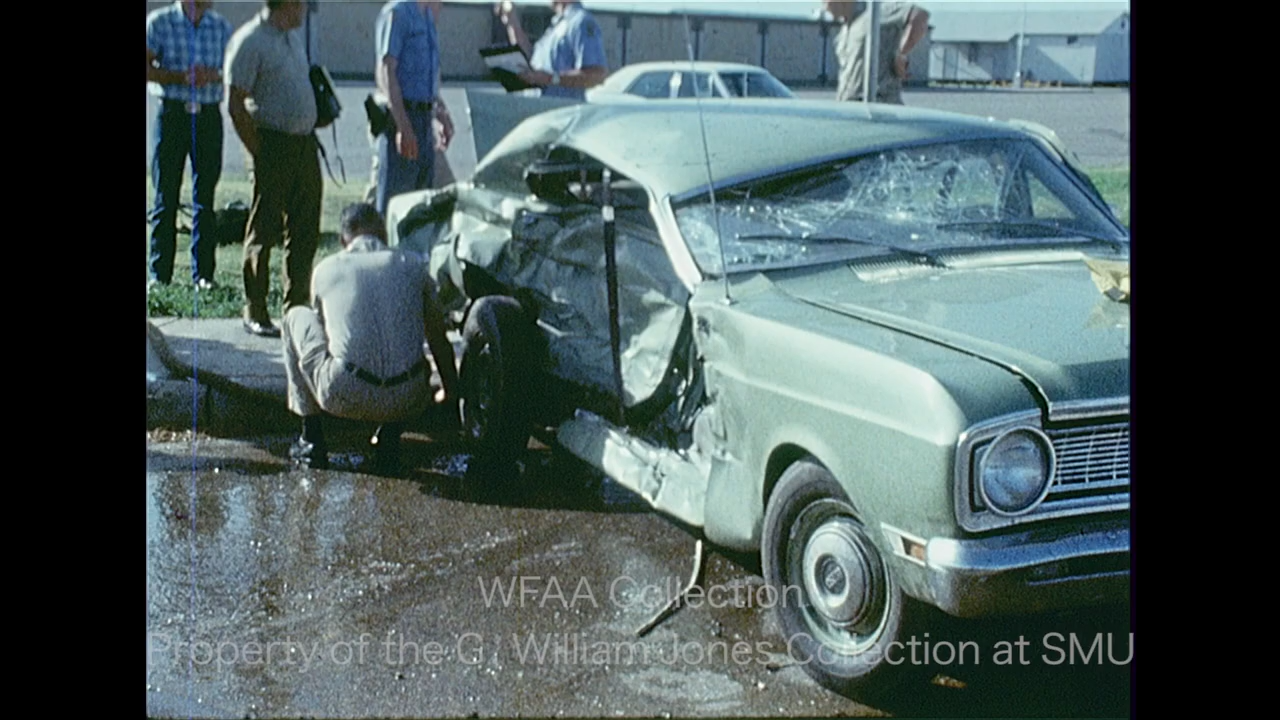 WFAA Collection
Property of the G. William Jones Collection at SMU